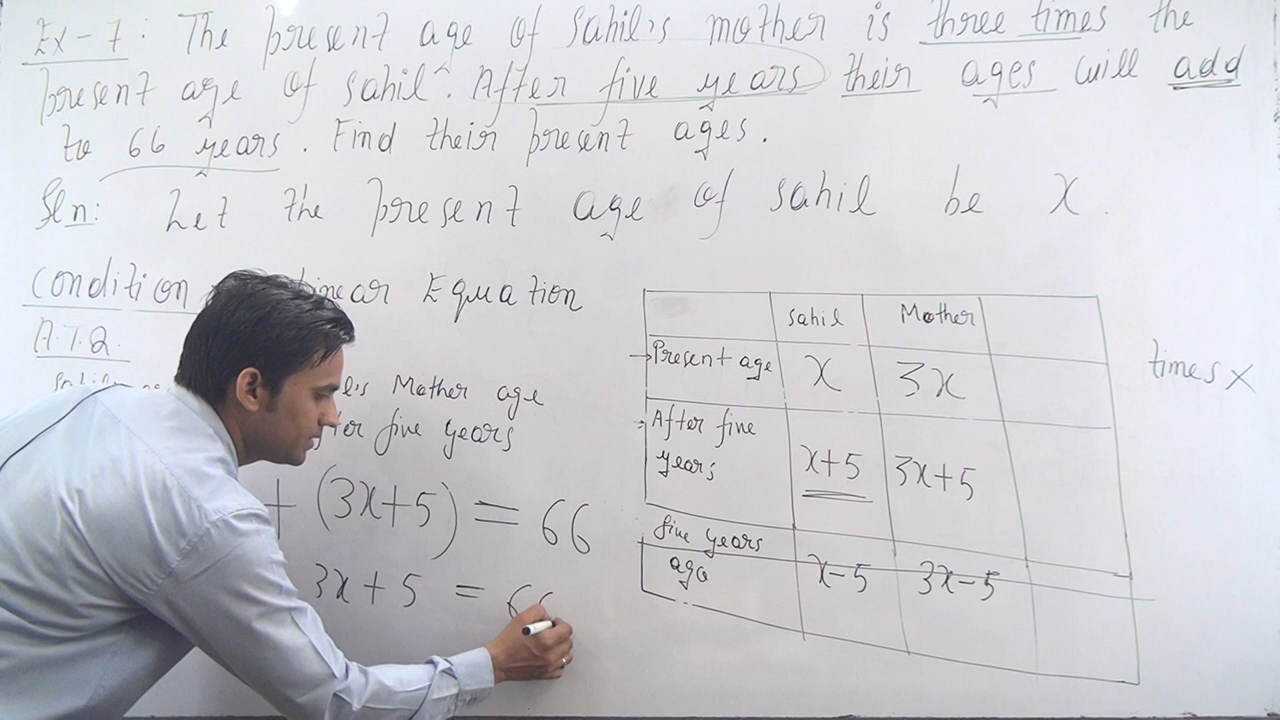 Ex-7: The present age of Sahil's mother is three times the
present age of Sahil. After five years their ages will add
to 66 years. Find their present ages.
Sln: Let the present age of Sahil be x.
Condition Linear Equation
A.T.Q.
Mother age
five years
+ (3x+5) = 66
3x + 5 = 66
Sahil Mother
Present age x 3x
After five
years x+5 3x+5
five years
ago x-5 3x-5
times x